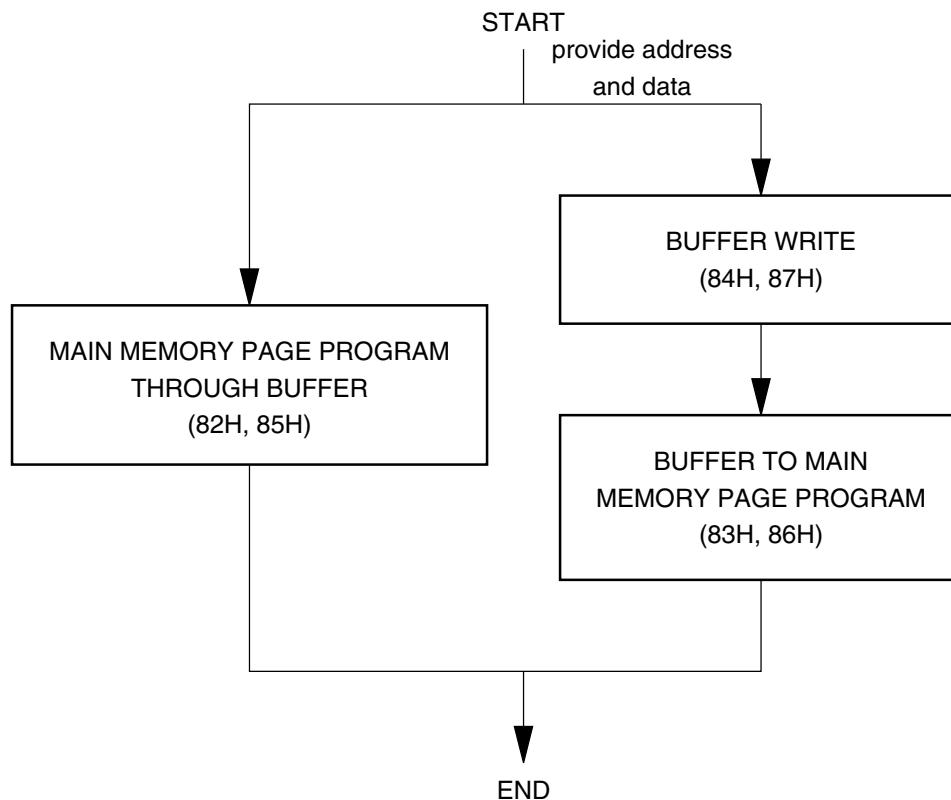 START
provide address
and data
BUFFER WRITE
(84H, 87H)
MAIN MEMORY PAGE PROGRAM
THROUGH BUFFER
(82H, 85H)
BUFFER TO MAIN
MEMORY PAGE PROGRAM
(83H, 86H)
END